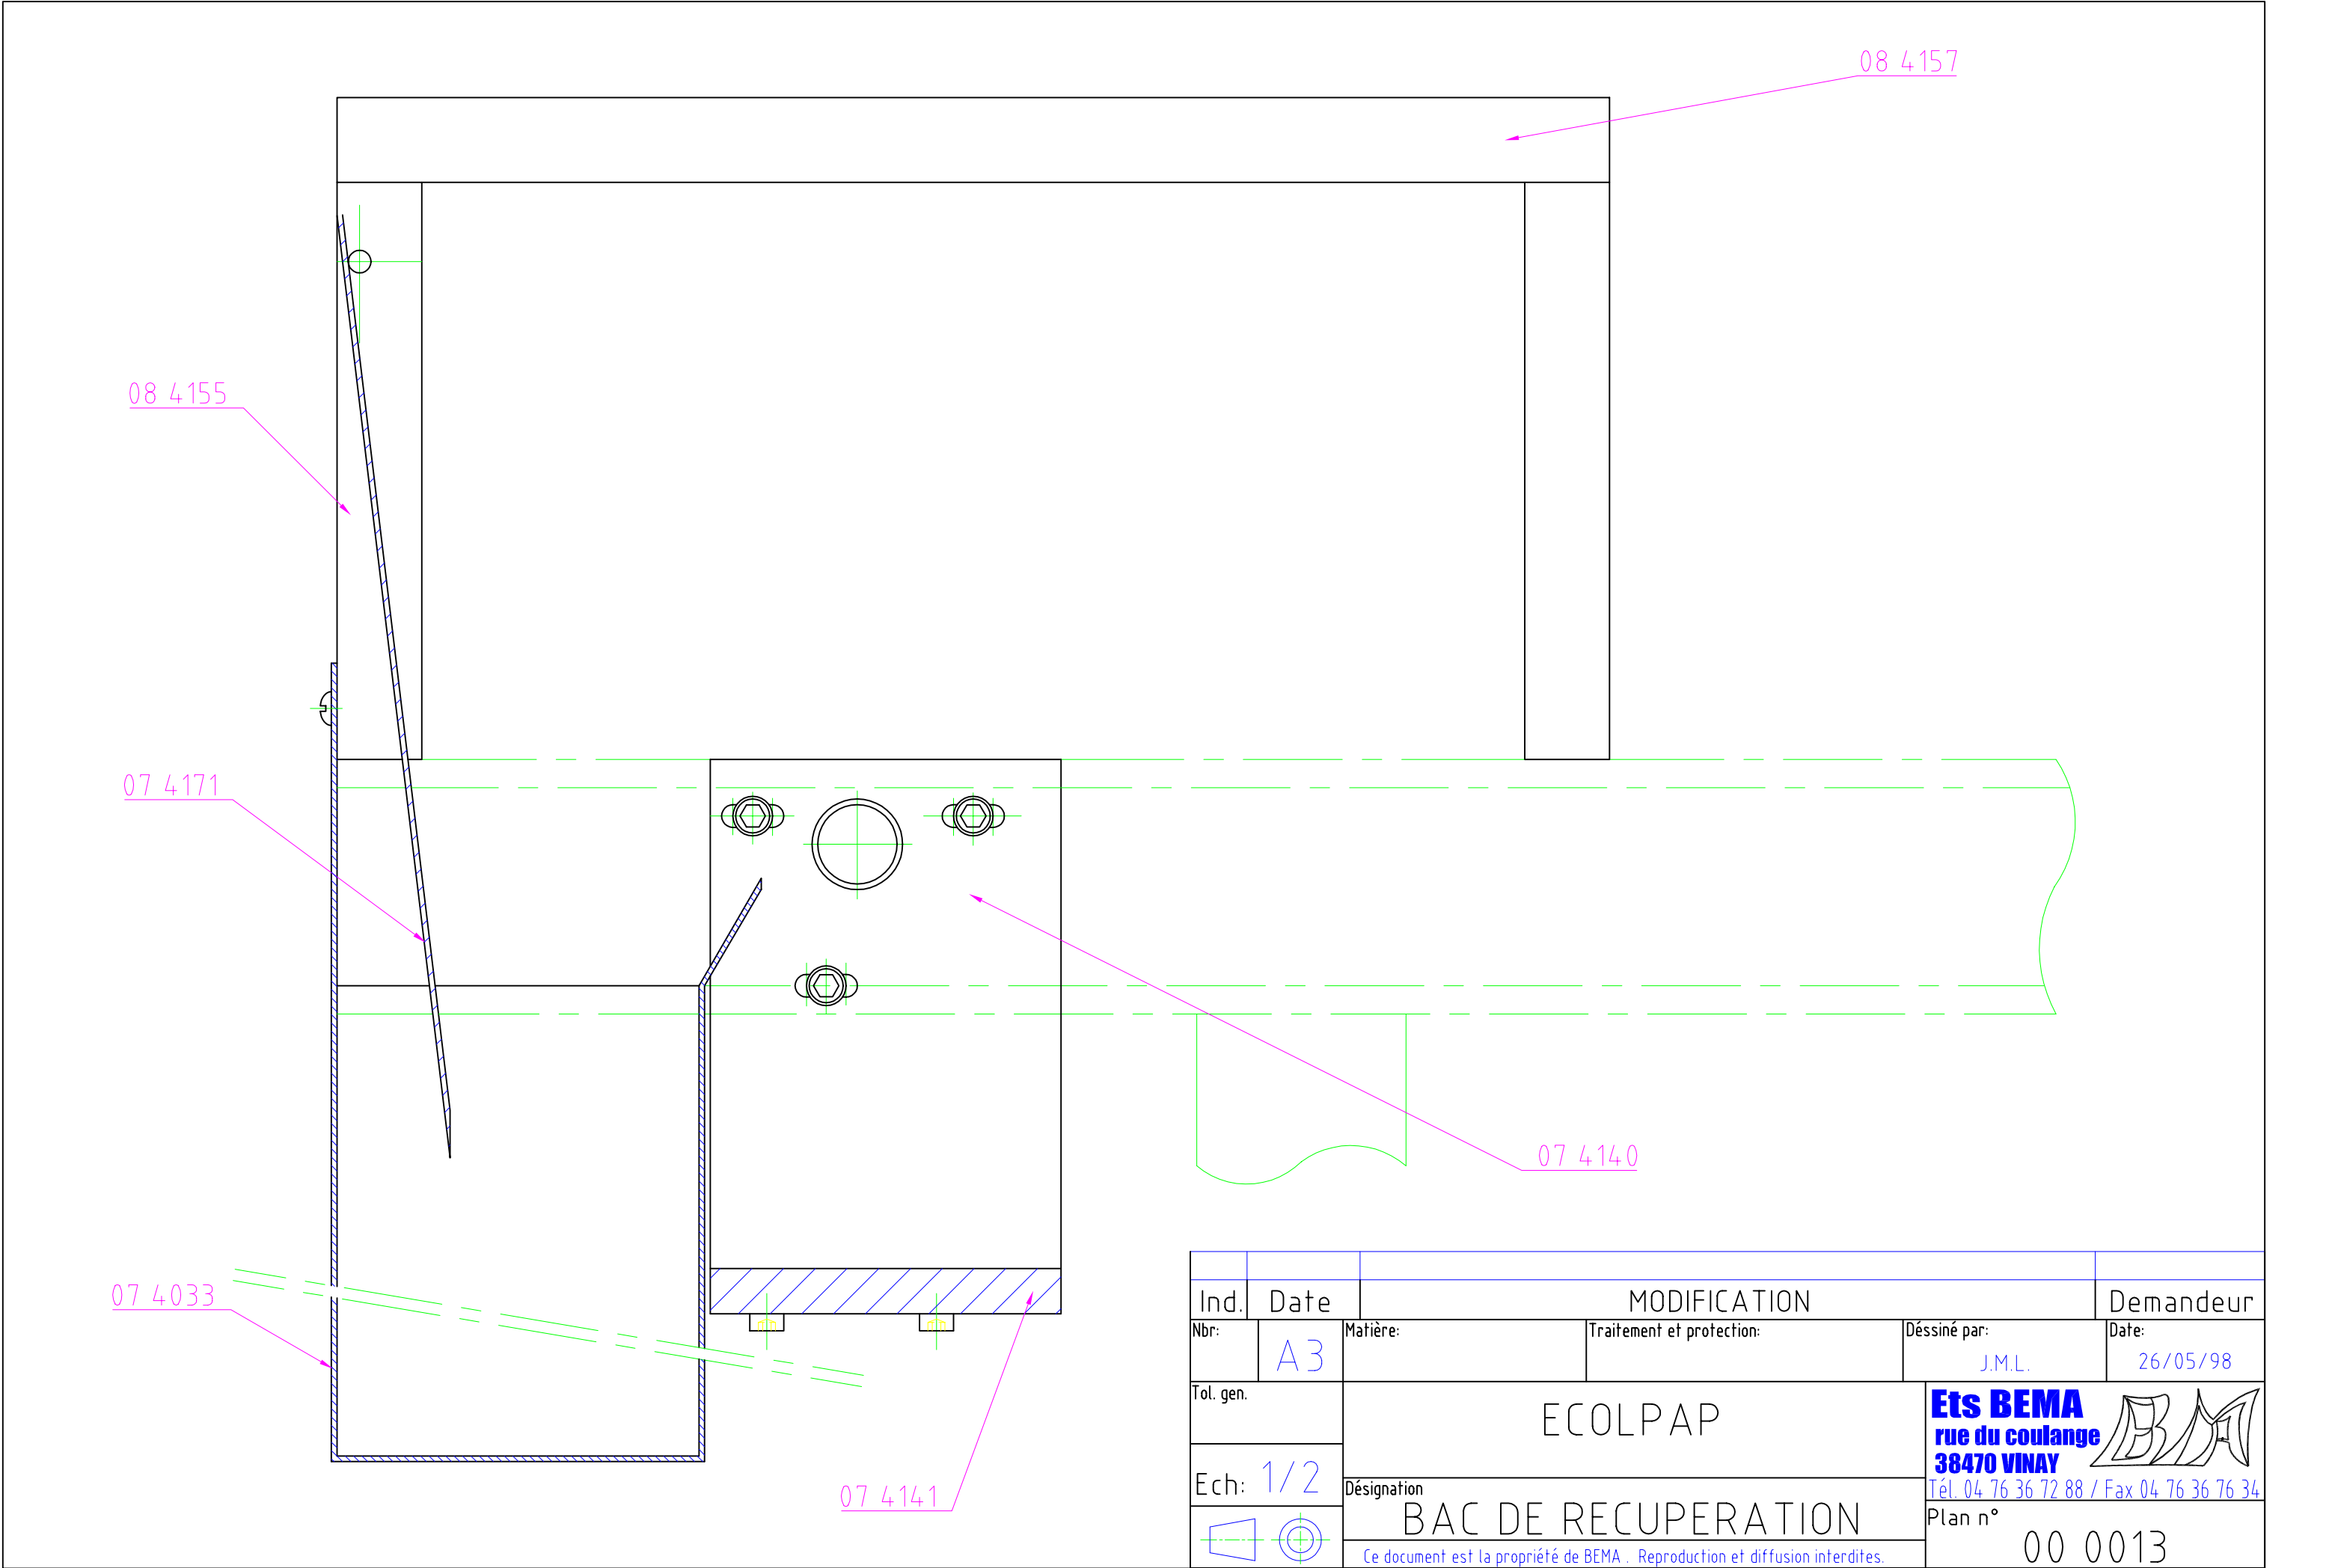 08 4157
08 4155
07 4171
07 4140
07 4033
07 4141
Ind. Date MODIFICATION Demandeur
Nbr: A3 Matière: Traitement et protection: Déssiné par: J.M.L. Date: 26/05/98
Tol. gen.
ECOLPAP
Ets BEMA
rue du coulange
38470 VINAY
Tél. 04 76 36 72 88 / Fax 04 76 36 76 34
BMA
Ech: 1/2
Désignation
BAC DE RECUPERATION
Plan n°
00 0013
Ce document est la propriété de BEMA . Reproduction et diffusion interdites.